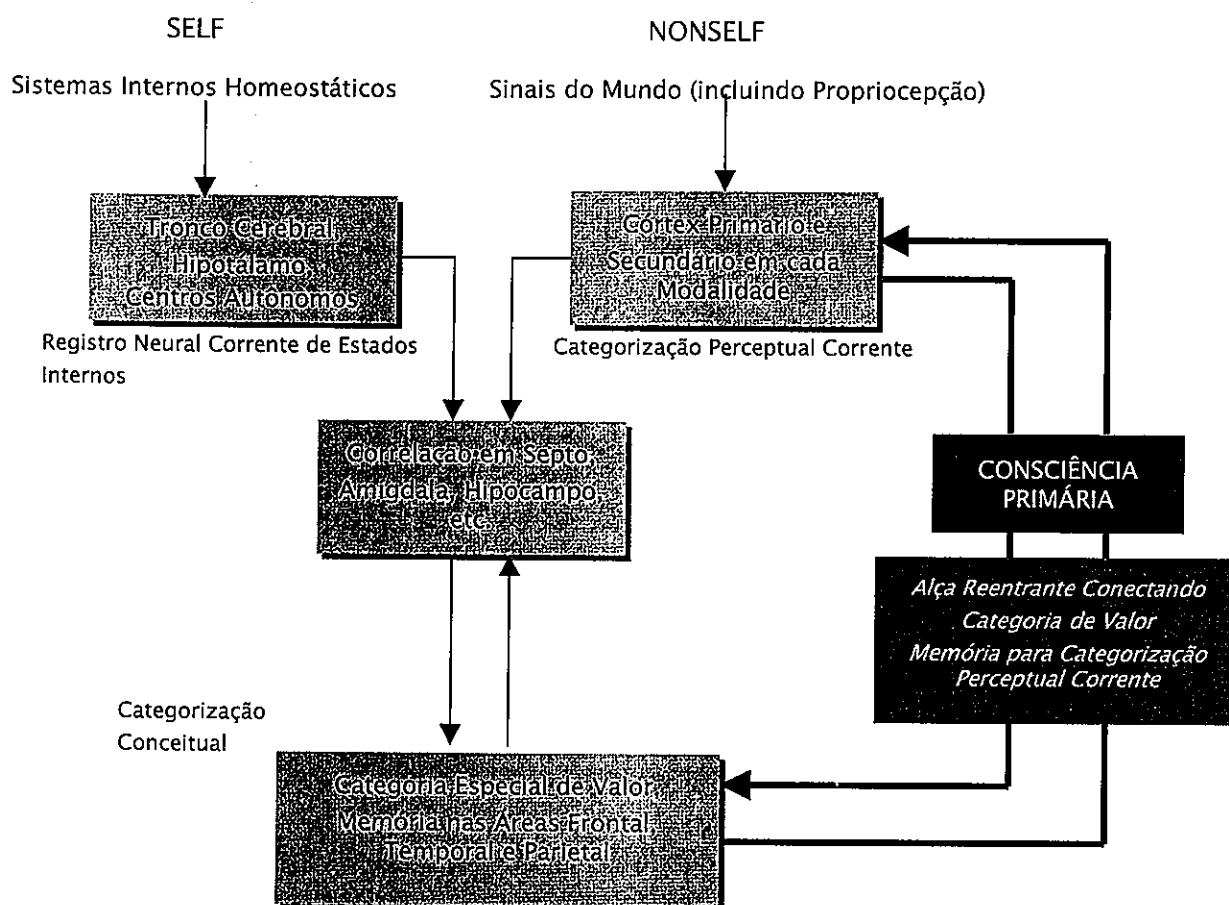 SELF
NONSELF
Sistemas Internos Homeostáticos
Sinais do Mundo (incluindo Propriocepção)
Tronco Cerebral
Hipotálamo
Centros Autônomos
Córtex Primário e
Secundário em cada
Modalidade
Registro Neural Corrente de Estados
Internos
Categorização Perceptual Corrente
Correlação em Septo,
Amígdala, Hipocampo,
etc.
CONSCIÊNCIA
PRIMÁRIA
Alça Reentrante Conectando
Categoria de Valor
Memória para Categorização
Perceptual Corrente
Categorização
Conceitual
Categoria Especial de Valor
Memória nas Áreas Frontal,
Temporal e Parietal